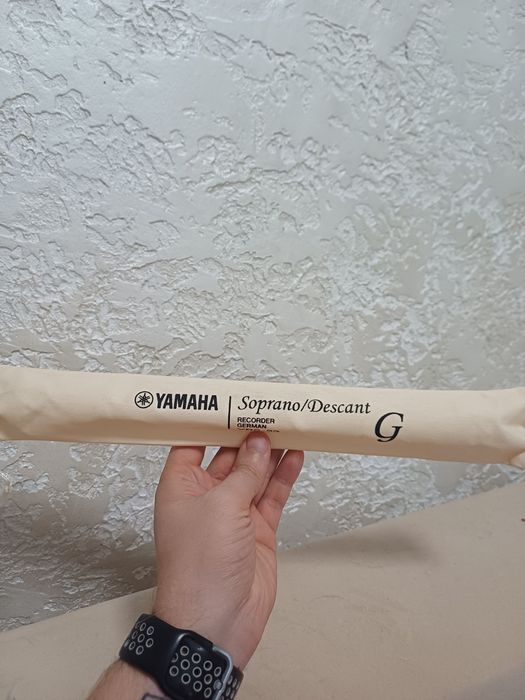 YAMAHA
Soprano/Descant
RECORDER
GERMAN
G